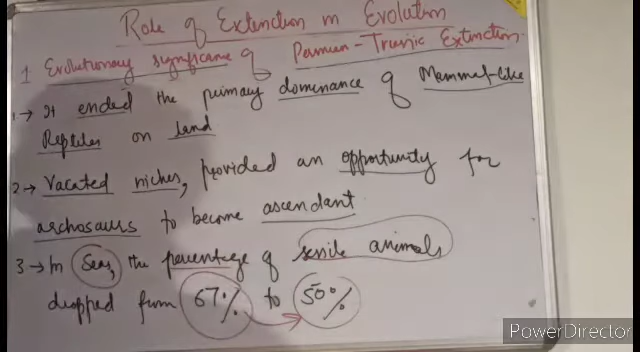 Role of Extinction in Evolution
1 Evolutionary significance of Permian-Triassic Extinction
1→ It ended the primary dominance of Mammal-like
Reptiles on land
2→ Vacated niches, provided an opportunity for
archosaurs to become ascendant
3→ In Seas, the percentage of sessile animals
dropped from 67% to 50%
PowerDirector